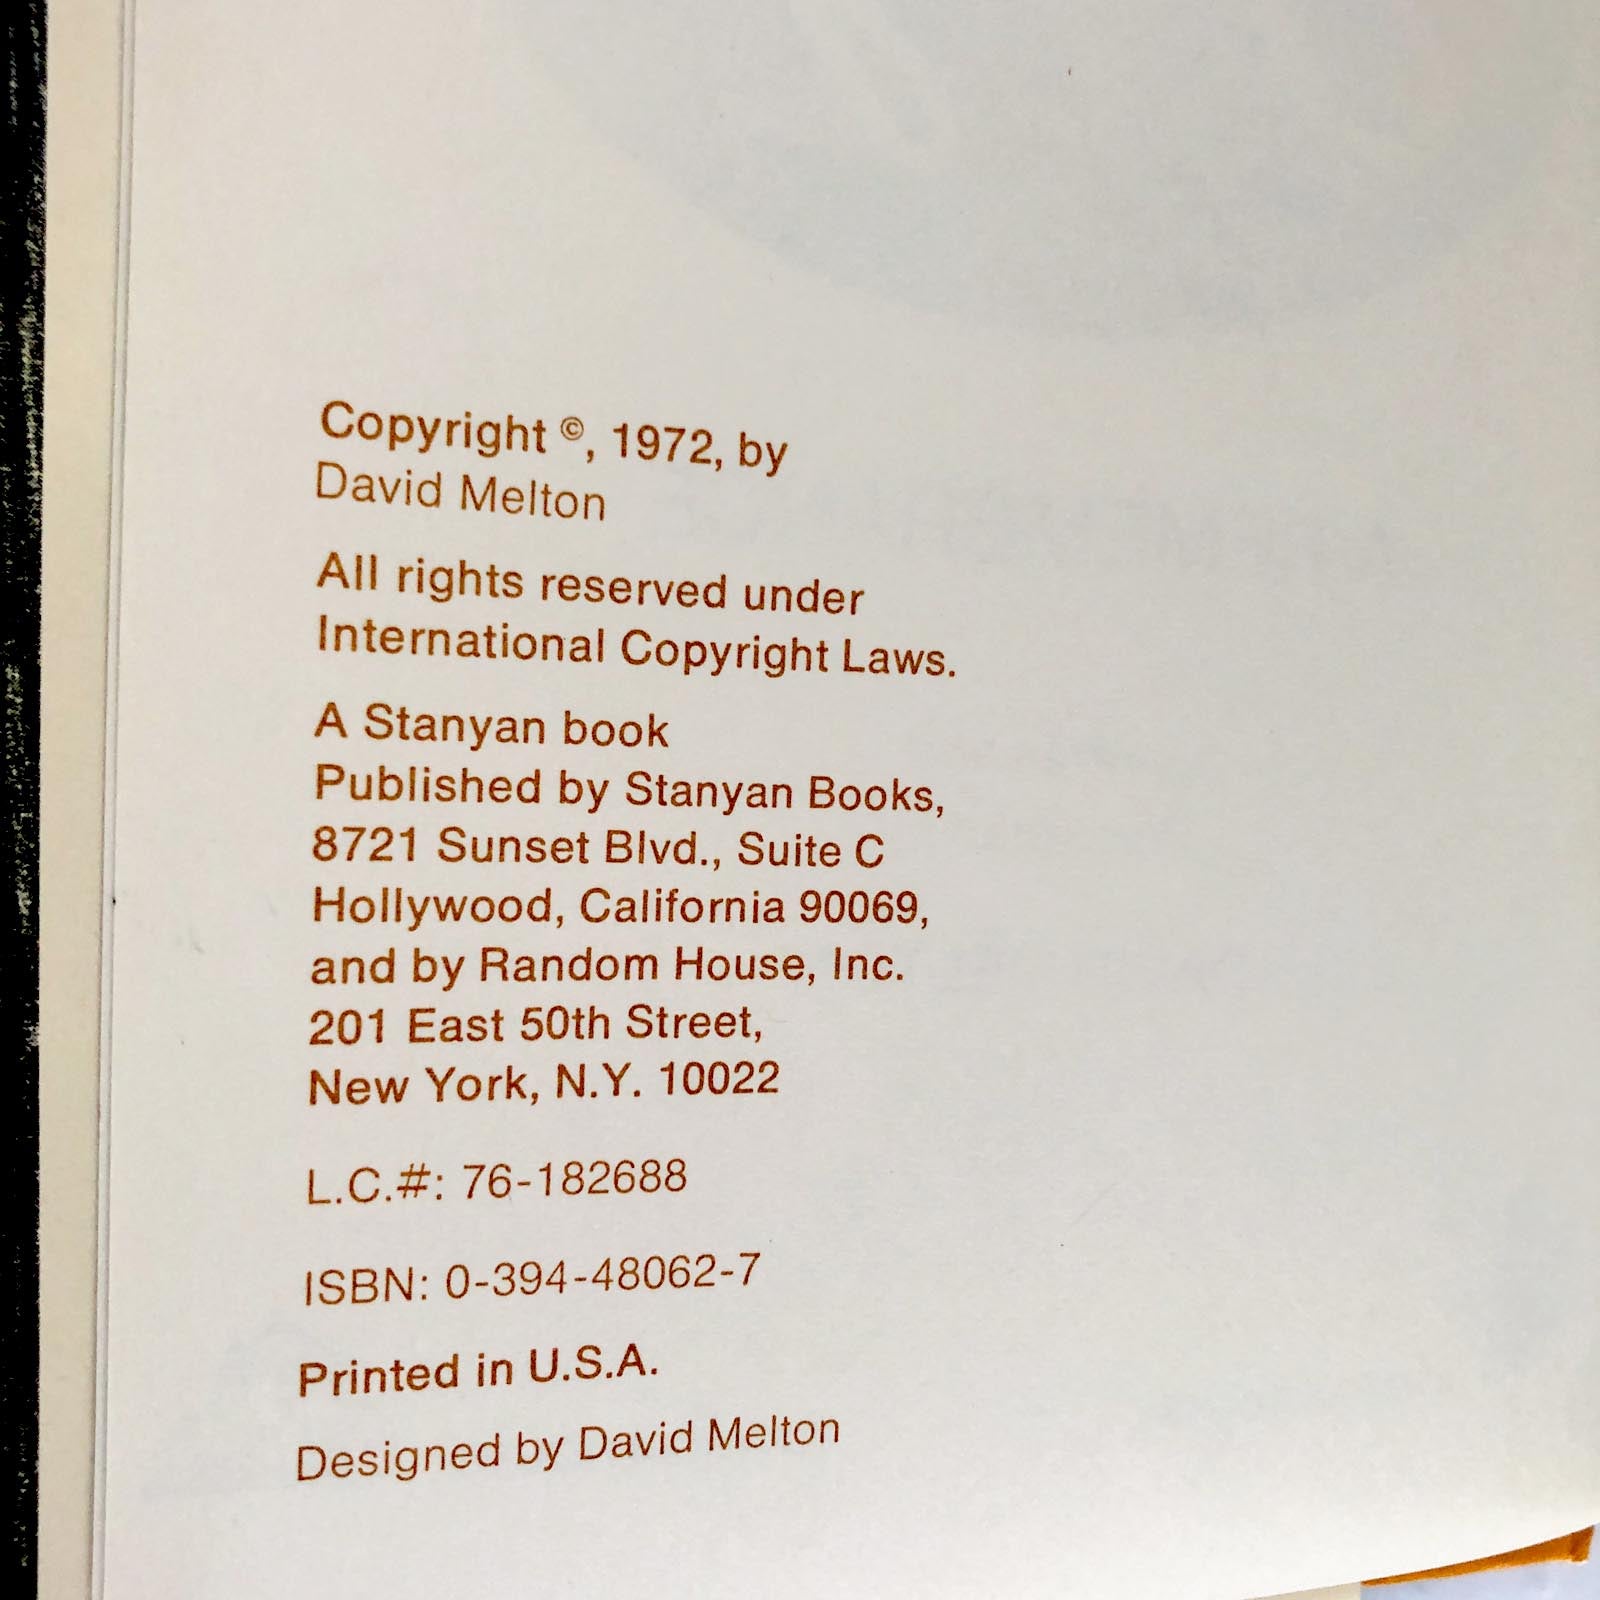 Copyright ©, 1972, by
David Melton
All rights reserved under
International Copyright Laws.
A Stanyan book
Published by Stanyan Books,
8721 Sunset Blvd., Suite C
Hollywood, California 90069,
and by Random House, Inc.
201 East 50th Street,
New York, N.Y. 10022
L.C.#: 76-182688
ISBN: 0-394-48062-7
Printed in U.S.A.
Designed by David Melton